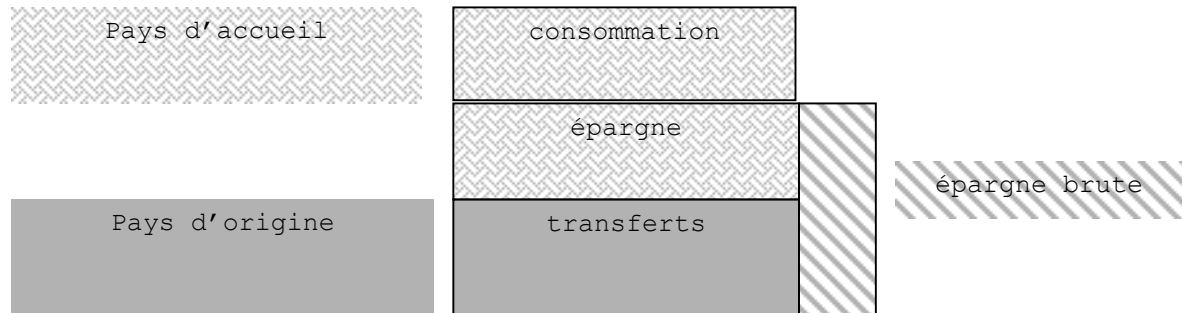 Pays d’accueil
consommation
épargne
épargne brute
Pays d’origine
transferts